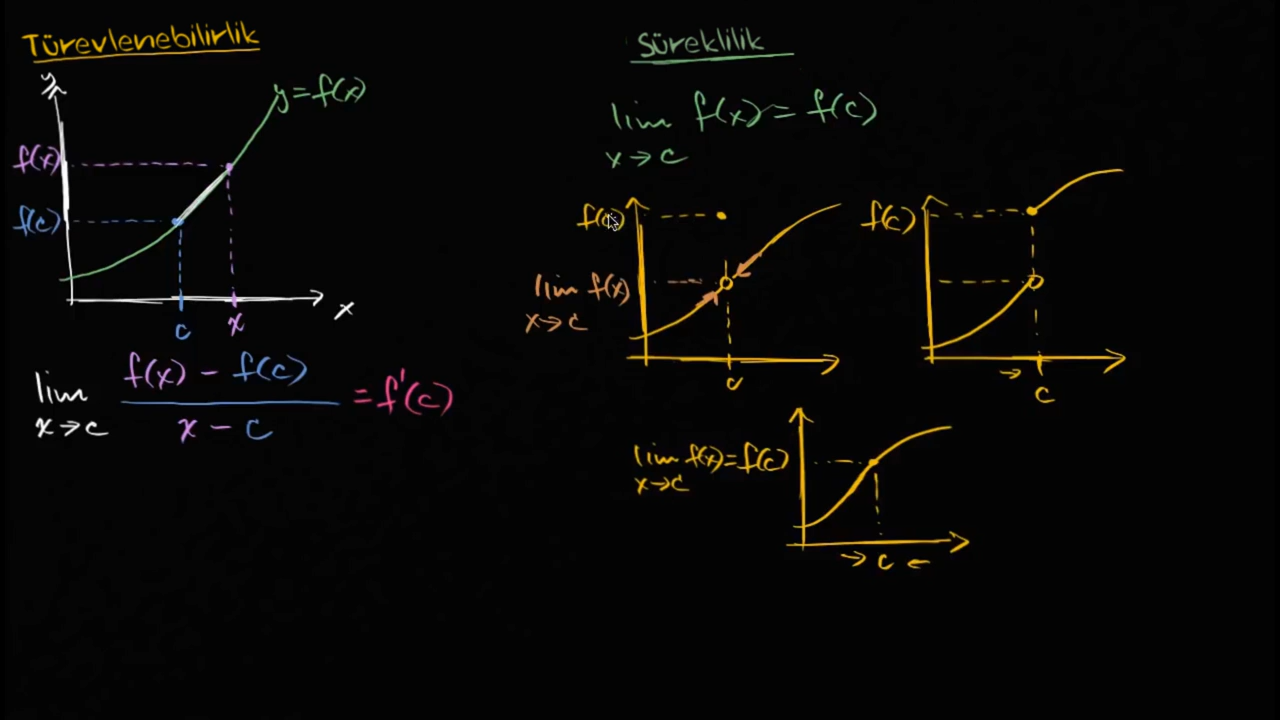 Türevlenebilirlik
y
y=f(x)
f(x)
f(c)
c
x
x
lim x→c f(x) - f(c) / x - c = f'(c)
Süreklilik
lim f(x) = f(c)
x→c
f(c)
lim f(x)
x→c
c
f(c)
→
c
lim f(x)=f(c)
x→c
→ c ←